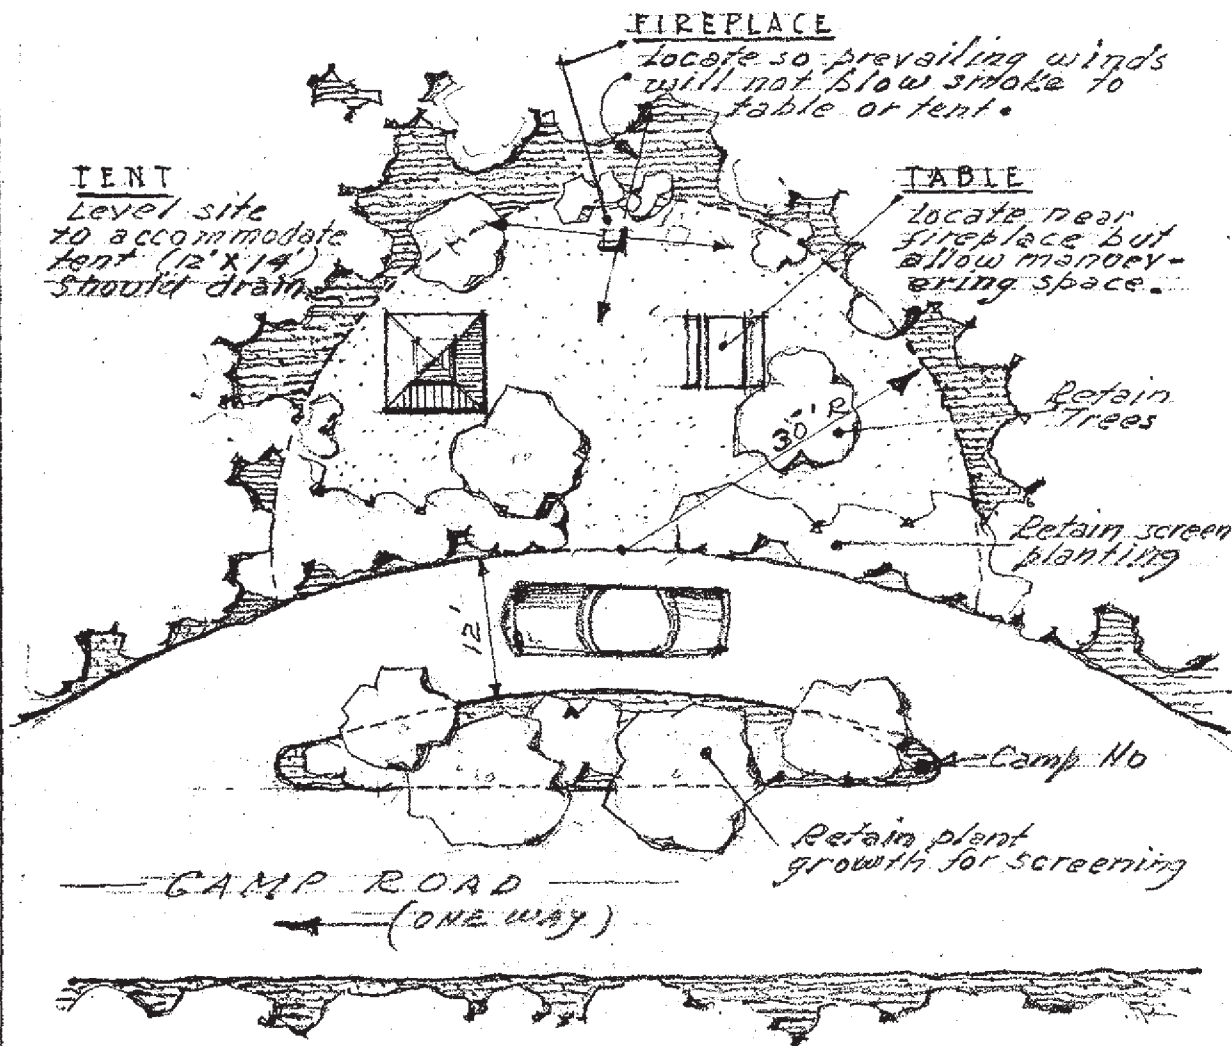 FIREPLACE
Locate so prevailing winds
will not blow smoke to
table or tent.
TENT
Level site
to accommodate
tent (12'X14')
should drain.
TABLE
Locate near
fireplace but
allow maneuv-
ering space.
30' R
Retain
Trees
Retain screen
planting
12'
Camp No
Retain plant
growth for screening
CAMP ROAD
(ONE WAY)